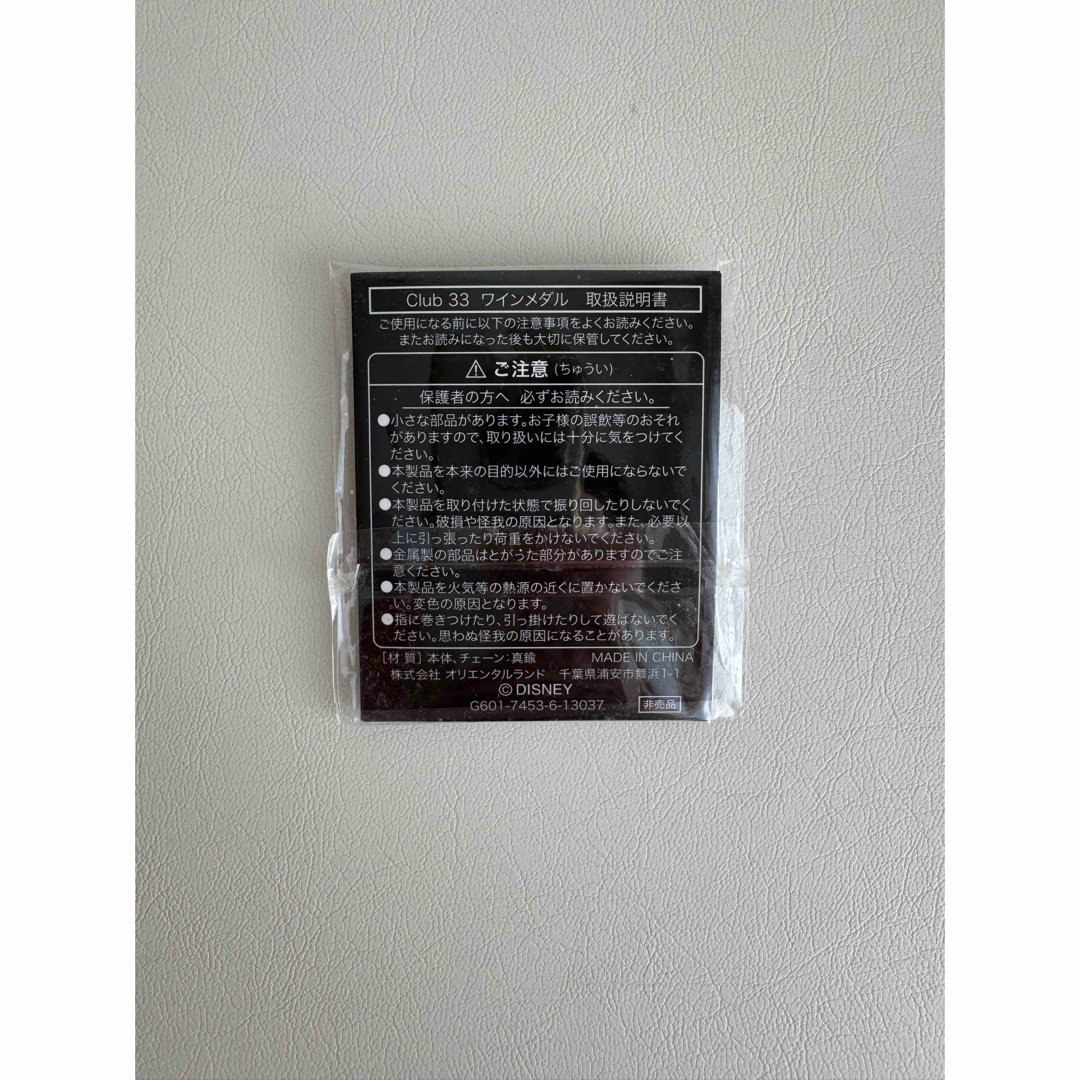 Club 33 ワインメダル 取扱説明書
ご使用になる前に以下の注意事項をよくお読みください。
またお読みになった後も大切に保管してください。
⚠ ご注意 (ちゅうい)
保護者の方へ 必ずお読みください。
●小さな部品があります。お子様の誤飲等のおそれ
がありますので、取り扱いには十分に気をつけてく
ださい。
●本製品を本来の目的以外にはご使用にならないで
ください。
●本製品を取り付けた状態で振り回したりしないでく
ださい。破損や怪我の原因となります。また、必要以
上に引っ張ったり荷重をかけないでください。
●金属製の部品はとがった部分がありますのでご注
意ください。
●本製品を火気等の熱源の近くに置かないでくださ
い。変色の原因となります。
●指に巻きつけたり、引っ掛けたりして遊ばないでく
ださい。思わぬ怪我の原因になることがあります。
[材 質] 本体、チェーン:真鍮 MADE IN CHINA
株式会社 オリエンタルランド 千葉県浦安市舞浜1-1
© DISNEY
G601-7453-6-13037 非売品